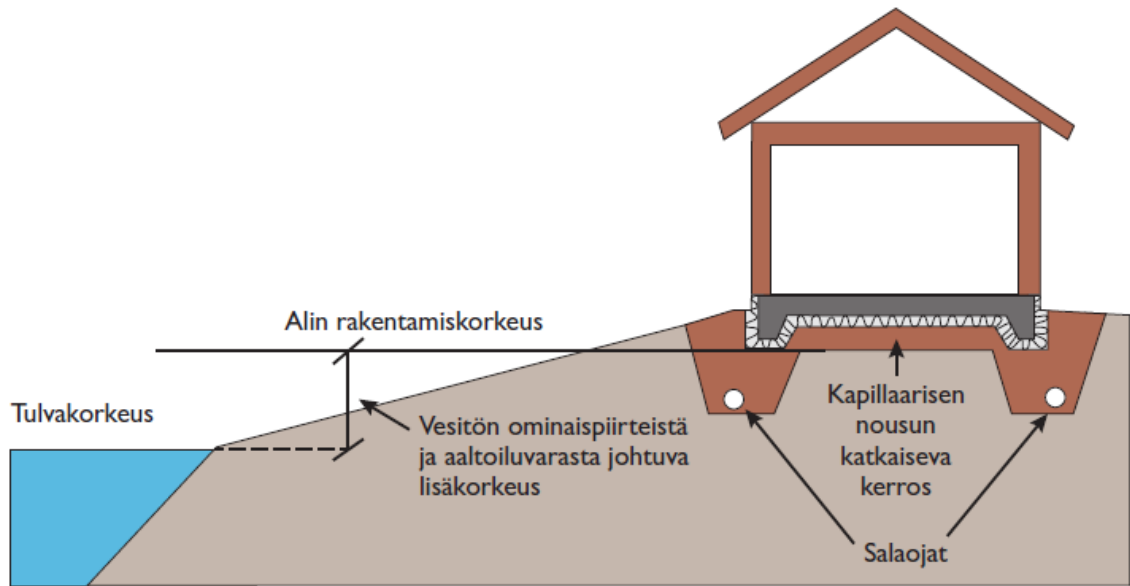 Alin rakentamiskorkeus
Tulvakorkeus
Vesitön ominaispiirteistä
ja aaltoiluvarasta johtuva
lisäkorkeus
Kapillaarisen
nousun
katkaiseva
kerros
Salaojat